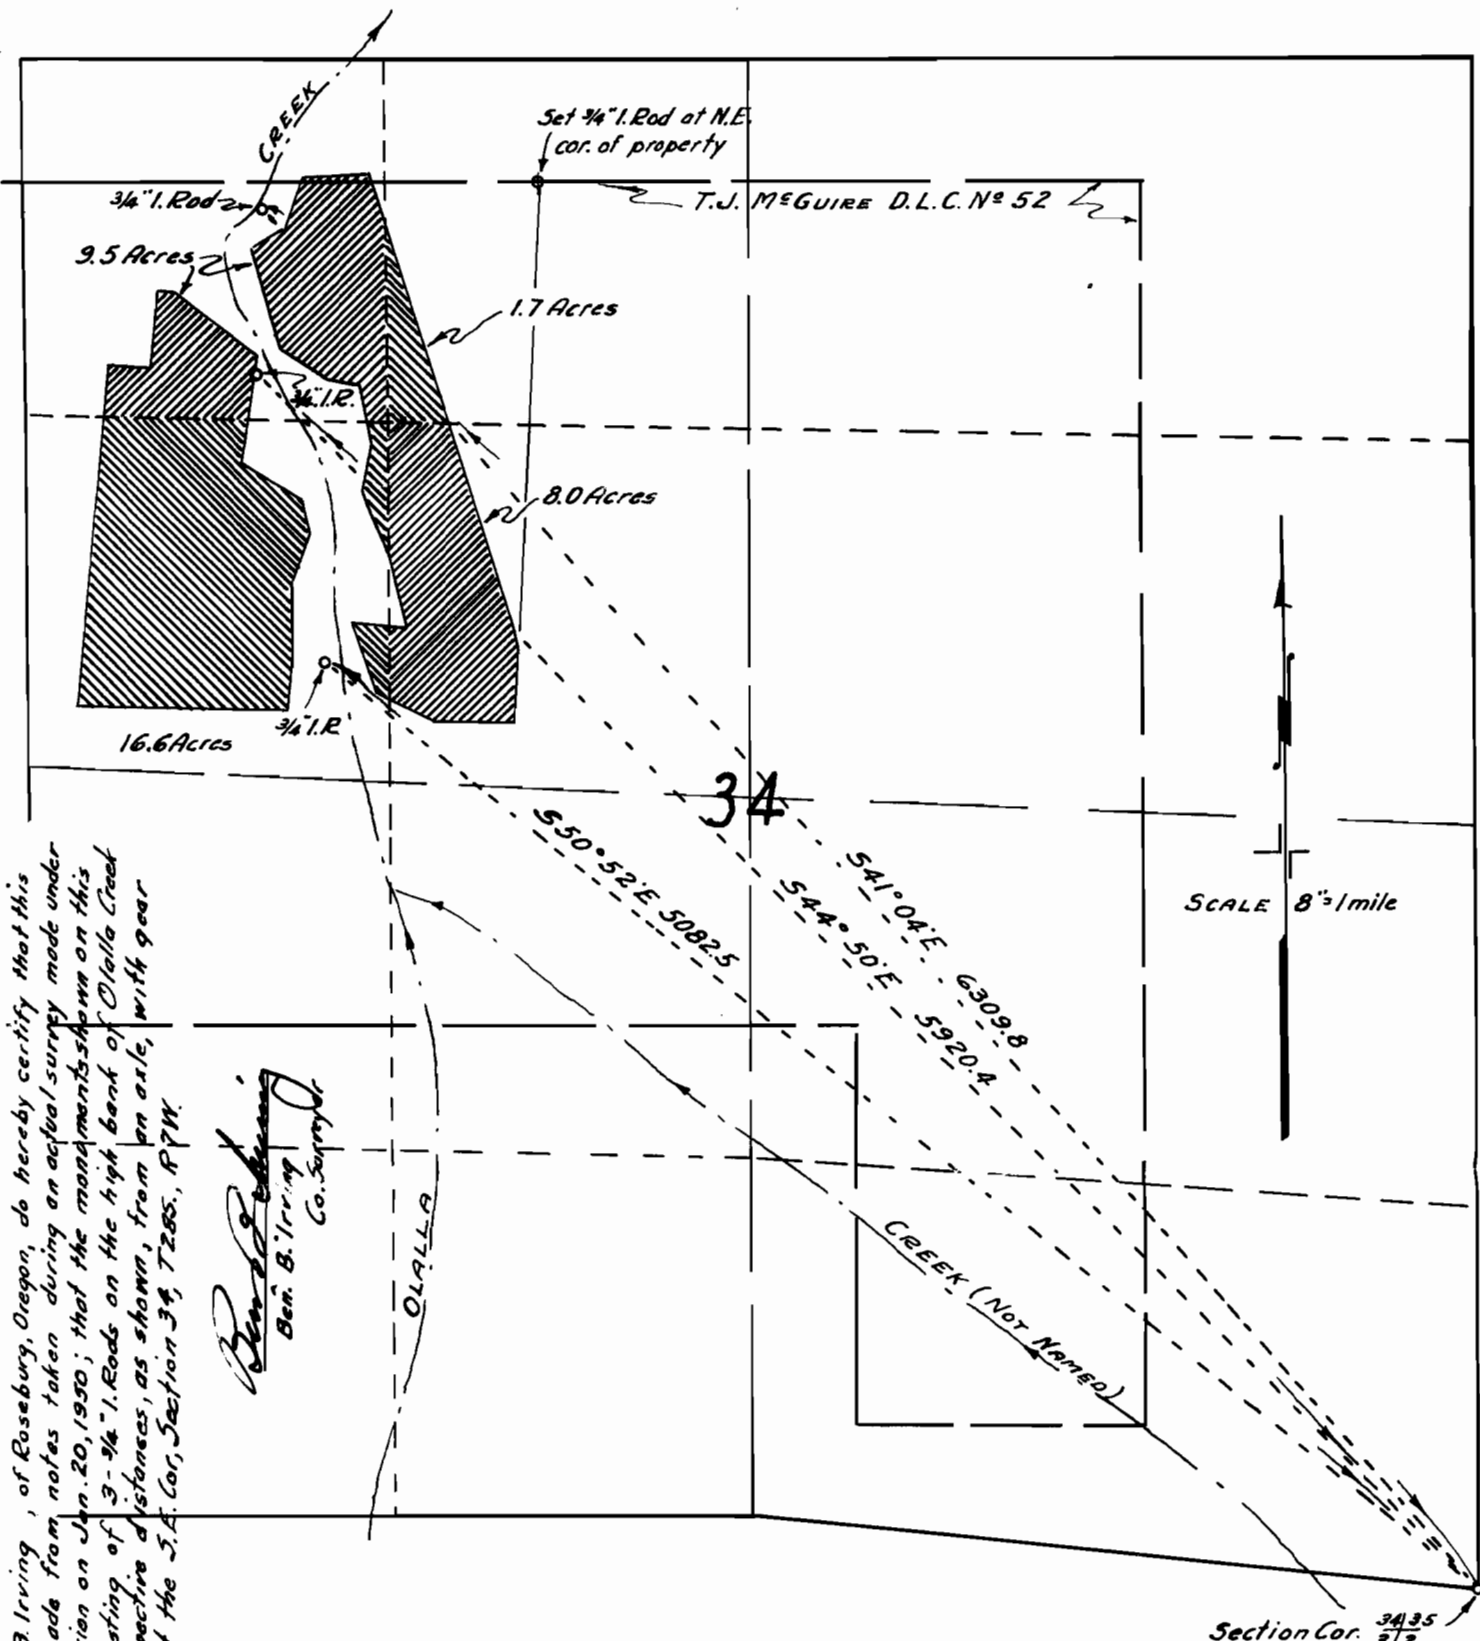 CREEK
Set 3/4" I. Rod at N.E.
cor. of property
3/4" I. Rod
T.J. McGUIRE D.L.C. Nº 52
9.5 Acres
1.7 Acres
3/4" I.R.
8.0 Acres
3/4" I.R.
16.6 Acres
34
S50°52'E 5082.5
S44°50'E 5920.4
S41°04'E 6309.8
SCALE 8"=1mile
OLALLA
CREEK (NOT NAMED)
Section Cor. 34|35
B. Irving, of Roseburg, Oregon, do hereby certify that this
ade from notes taken during an actual survey made under
ion on Jan. 20, 1950; that the monuments shown on this
sting of 3-3/4" I. Rods on the high bank of Olalla Creek
pective distances, as shown, from an axle, with gear
t the S.E. Cor, Section 34, T28S., R7W.
Ben B. Irving
Co. Surveyor